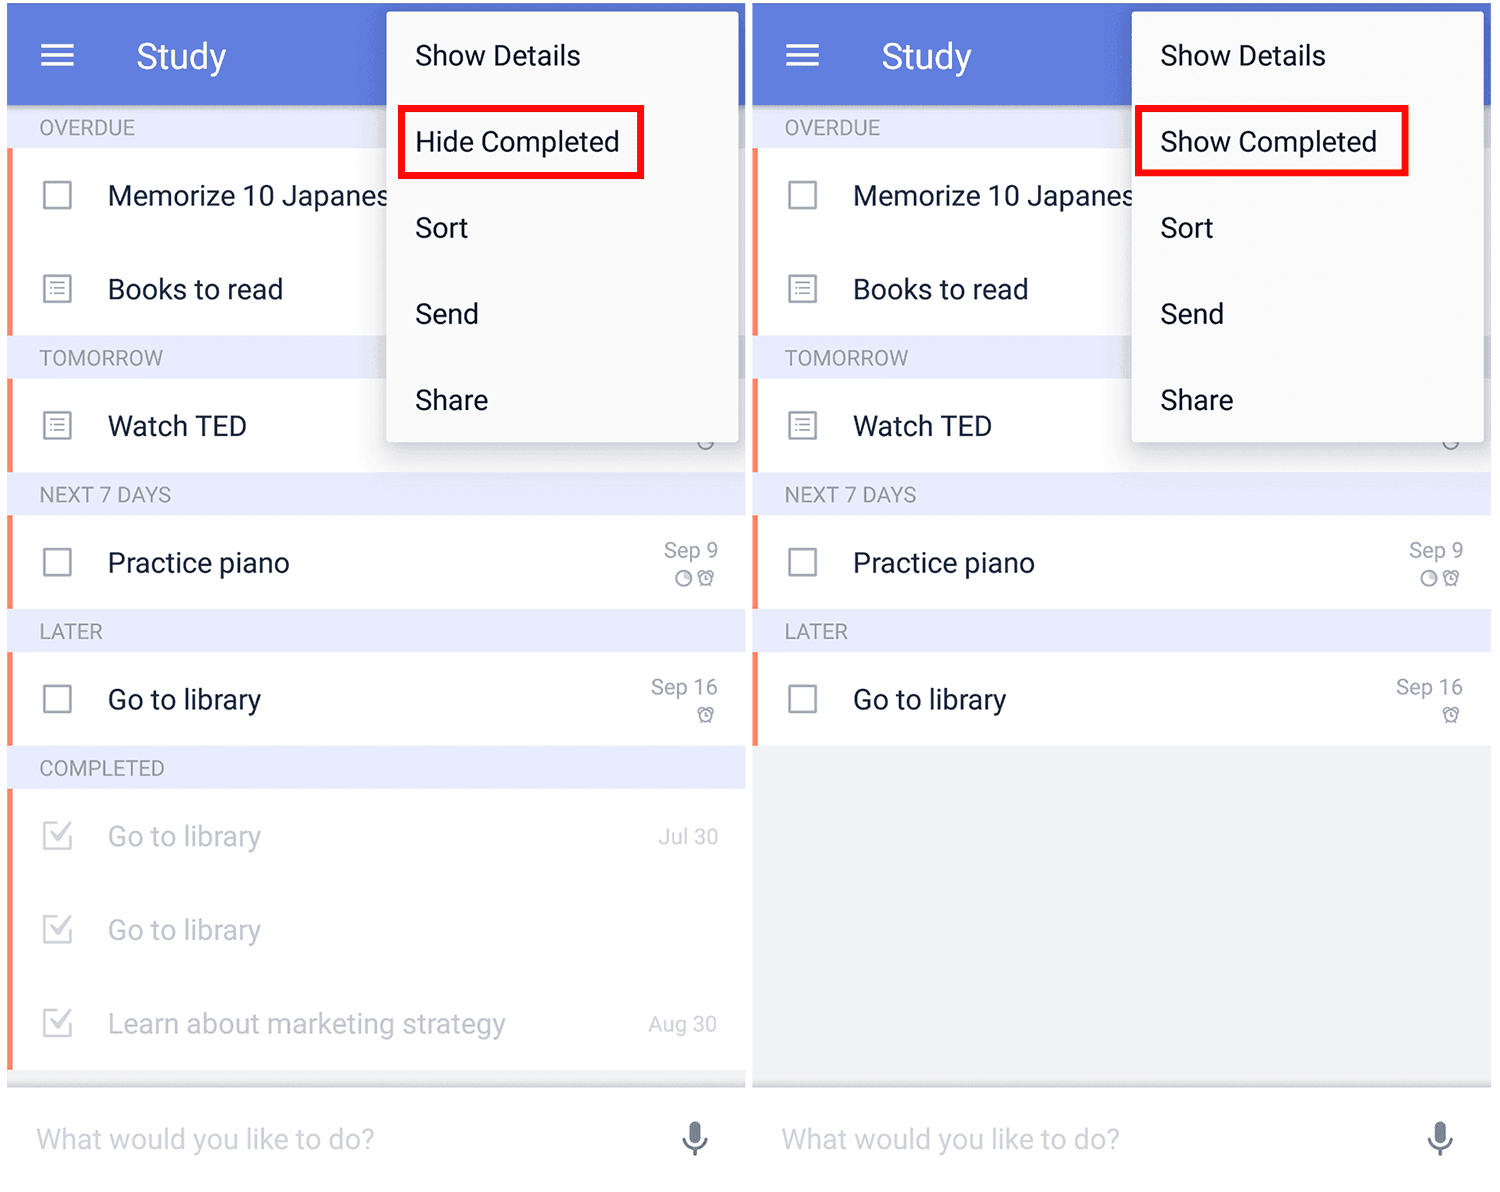 Study
Show Details
OVERDUE
Hide Completed
Memorize 10 Japanes
Sort
Books to read
Send
TOMORROW
Share
Watch TED
NEXT 7 DAYS
Practice piano
Sep 9
LATER
Go to library
Sep 16
COMPLETED
Go to library
Jul 30
Go to library
Learn about marketing strategy
Aug 30
What would you like to do?
Study
Show Details
OVERDUE
Show Completed
Memorize 10 Japanes
Sort
Books to read
Send
TOMORROW
Share
Watch TED
NEXT 7 DAYS
Practice piano
Sep 9
LATER
Go to library
Sep 16
What would you like to do?